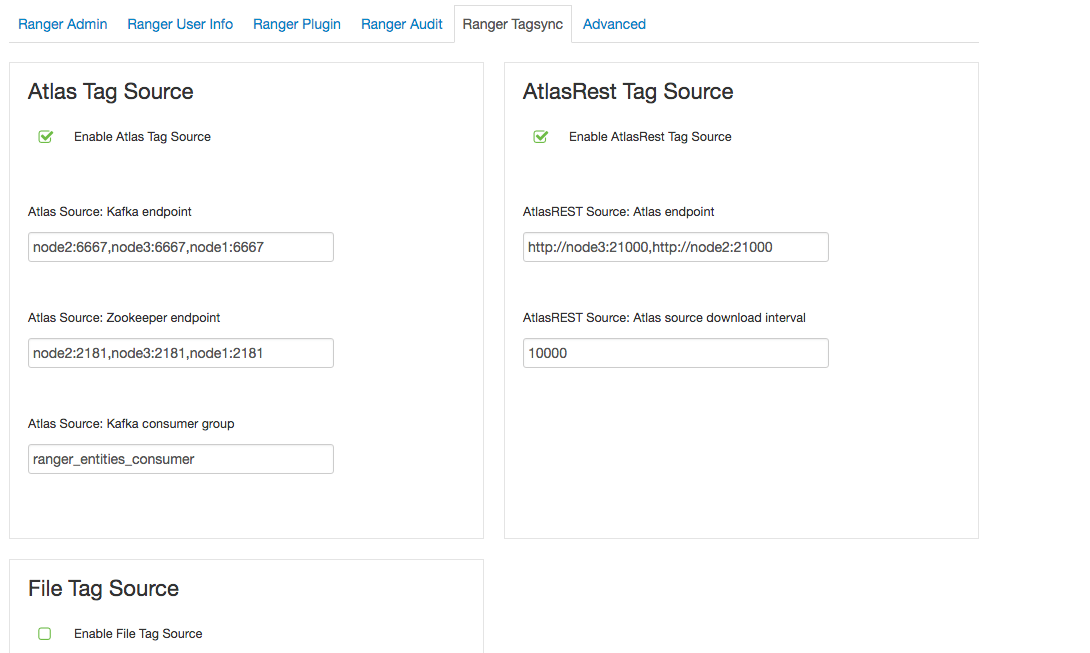 Ranger Admin Ranger User Info Ranger Plugin Ranger Audit Ranger Tagsync Advanced
Atlas Tag Source
Enable Atlas Tag Source
Atlas Source: Kafka endpoint
node2:6667,node3:6667,node1:6667
Atlas Source: Zookeeper endpoint
node2:2181,node3:2181,node1:2181
Atlas Source: Kafka consumer group
ranger_entities_consumer
AtlasRest Tag Source
Enable AtlasRest Tag Source
AtlasREST Source: Atlas endpoint
http://node3:21000,http://node2:21000
AtlasREST Source: Atlas source download interval
10000
File Tag Source
Enable File Tag Source